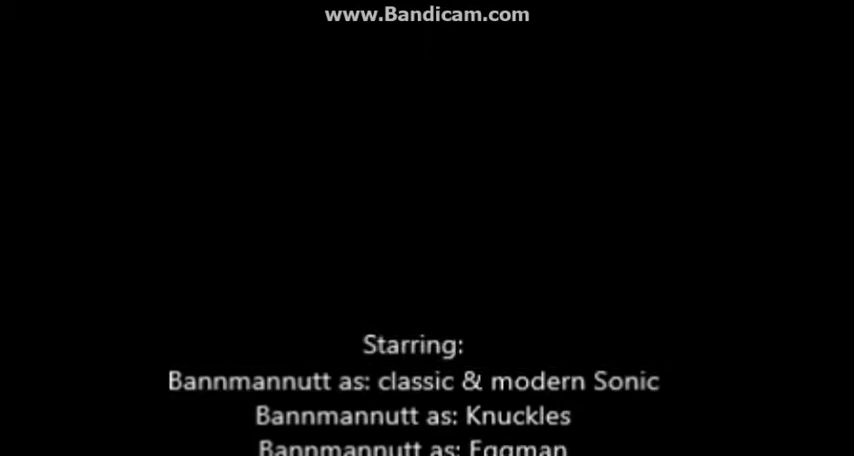 www.Bandicam.com
Starring:
Bannmannutt as: classic & modern Sonic
Bannmannutt as: Knuckles
Bannmannutt as: Eggman